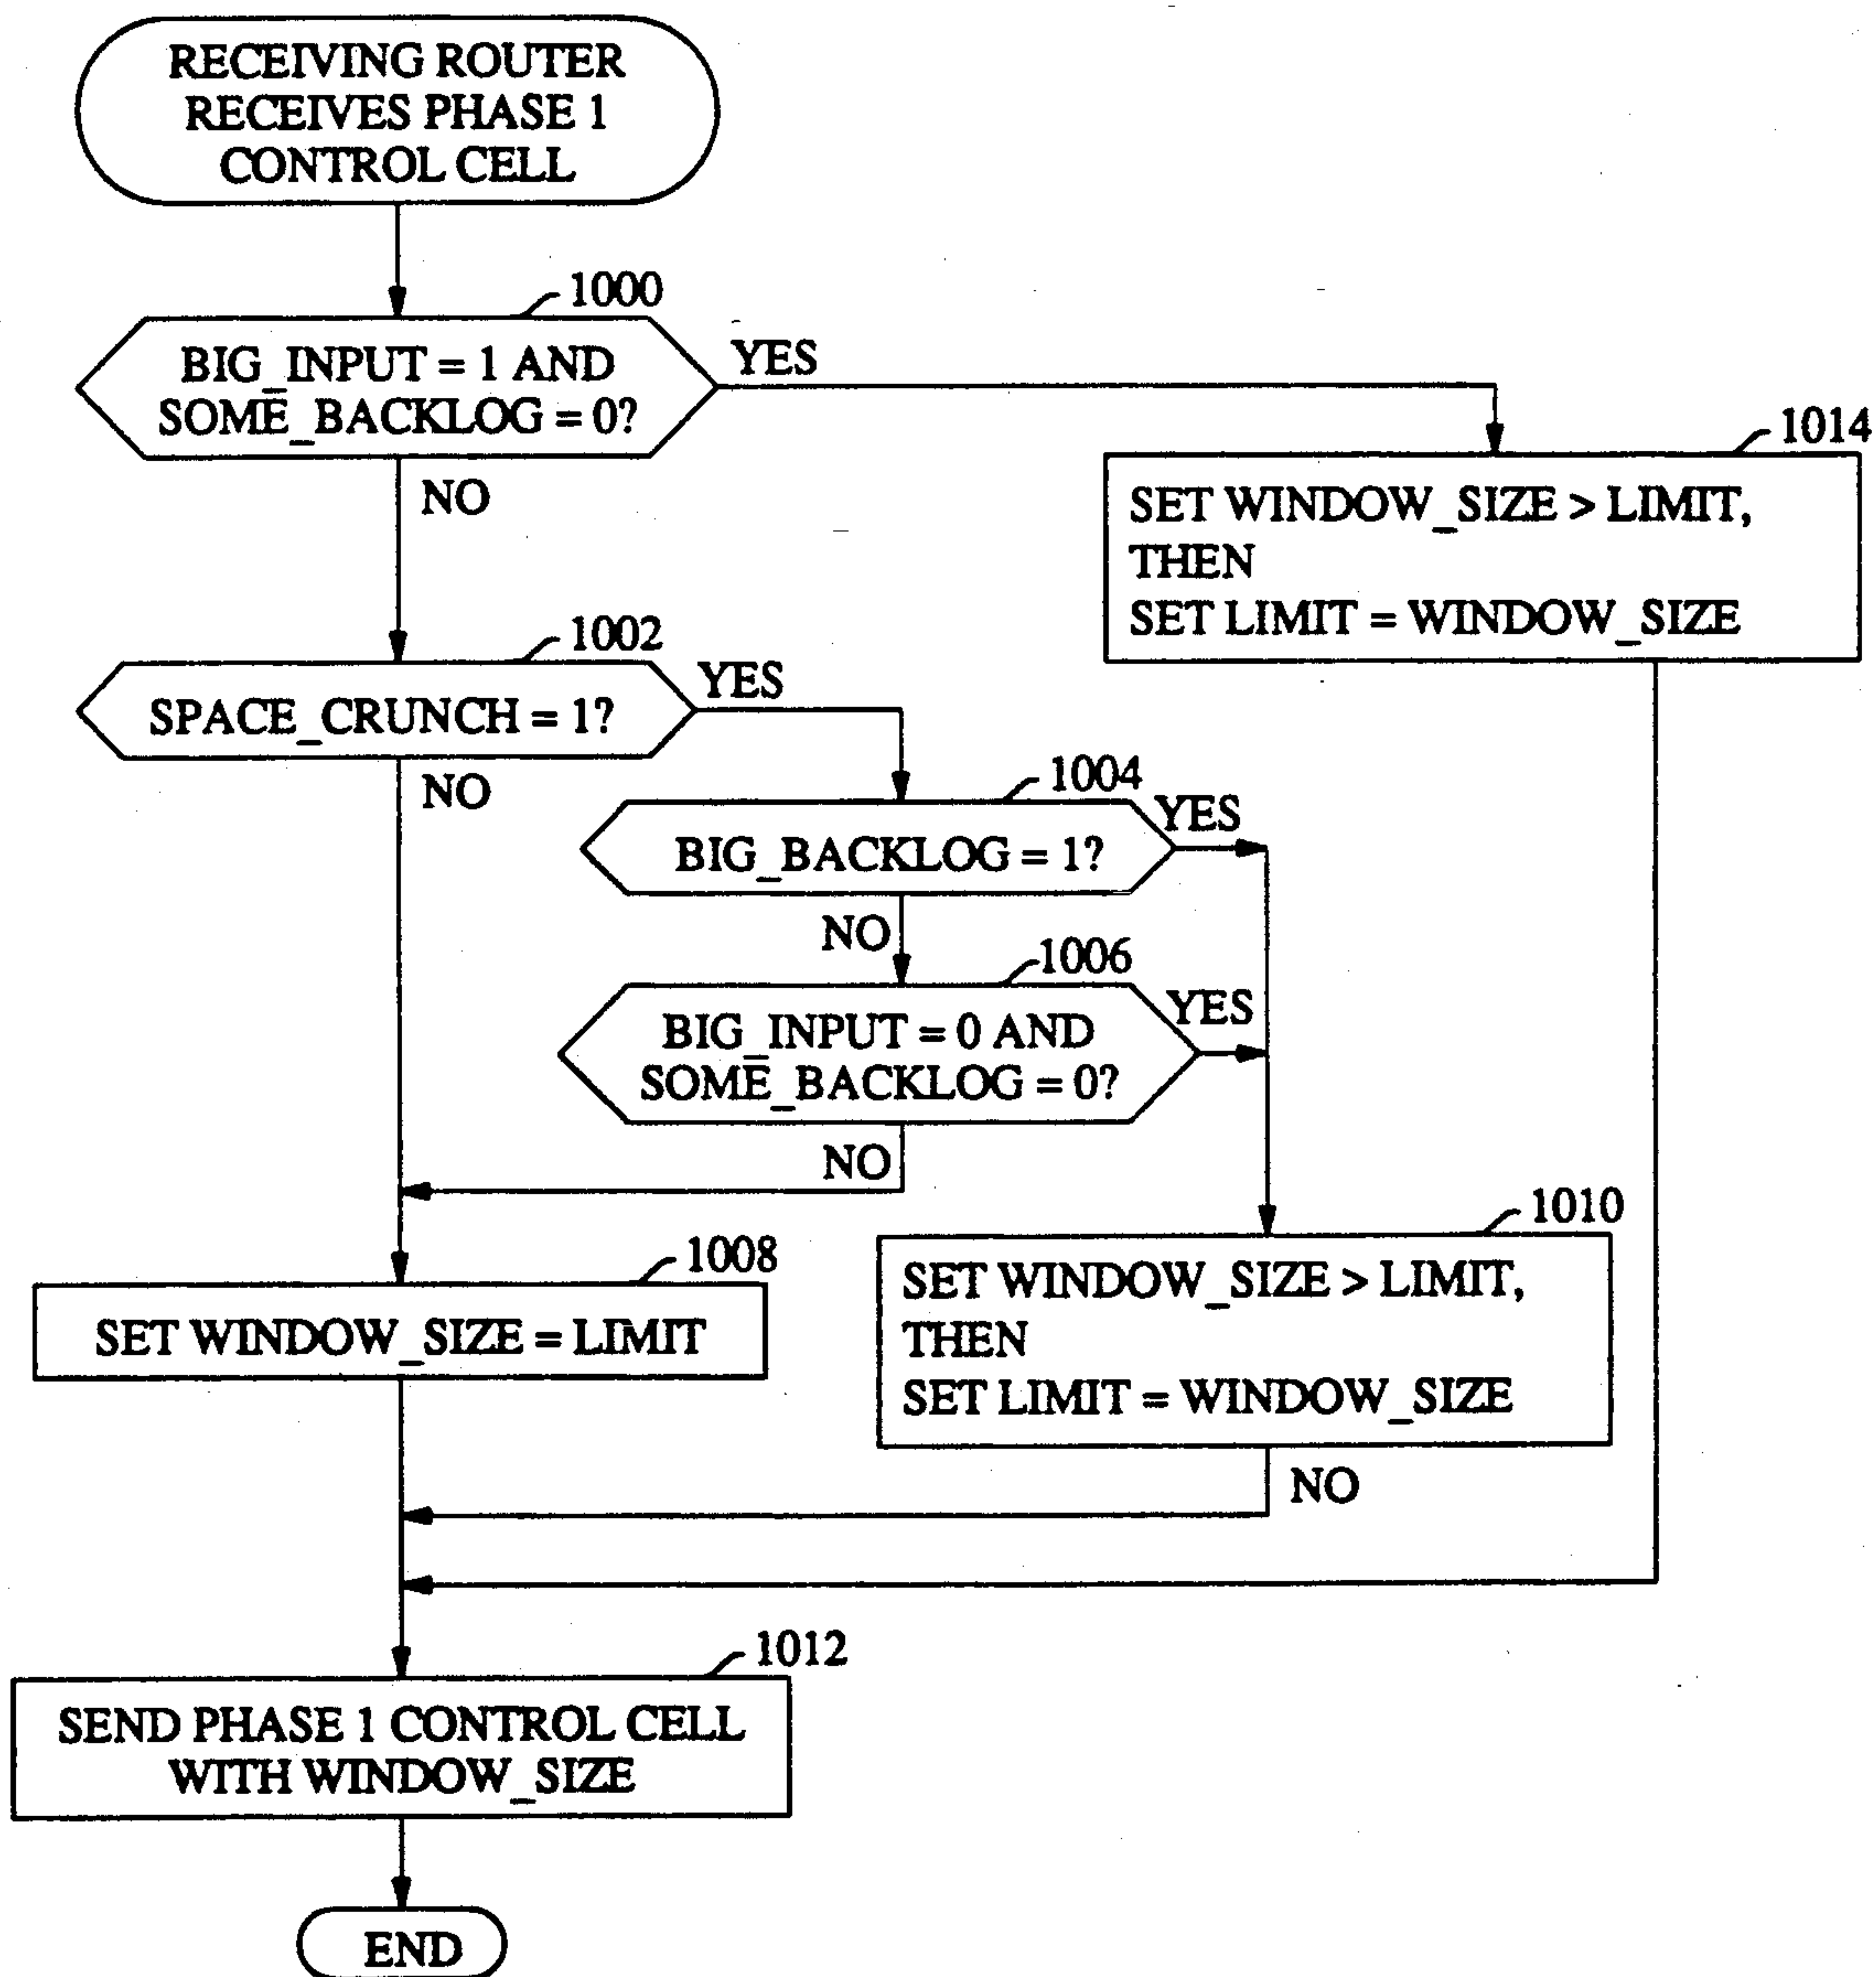 RECEIVING ROUTER
RECEIVES PHASE 1
CONTROL CELL
1000
BIG_INPUT = 1 AND
SOME_BACKLOG = 0?
YES
NO
1014
SET WINDOW_SIZE > LIMIT,
THEN
SET LIMIT = WINDOW_SIZE
1002
SPACE_CRUNCH = 1?
YES
NO
1004
BIG_BACKLOG = 1?
YES
NO
1006
BIG_INPUT = 0 AND
SOME_BACKLOG = 0?
YES
NO
1008
SET WINDOW_SIZE = LIMIT
1010
SET WINDOW_SIZE > LIMIT,
THEN
SET LIMIT = WINDOW_SIZE
NO
1012
SEND PHASE 1 CONTROL CELL
WITH WINDOW_SIZE
END